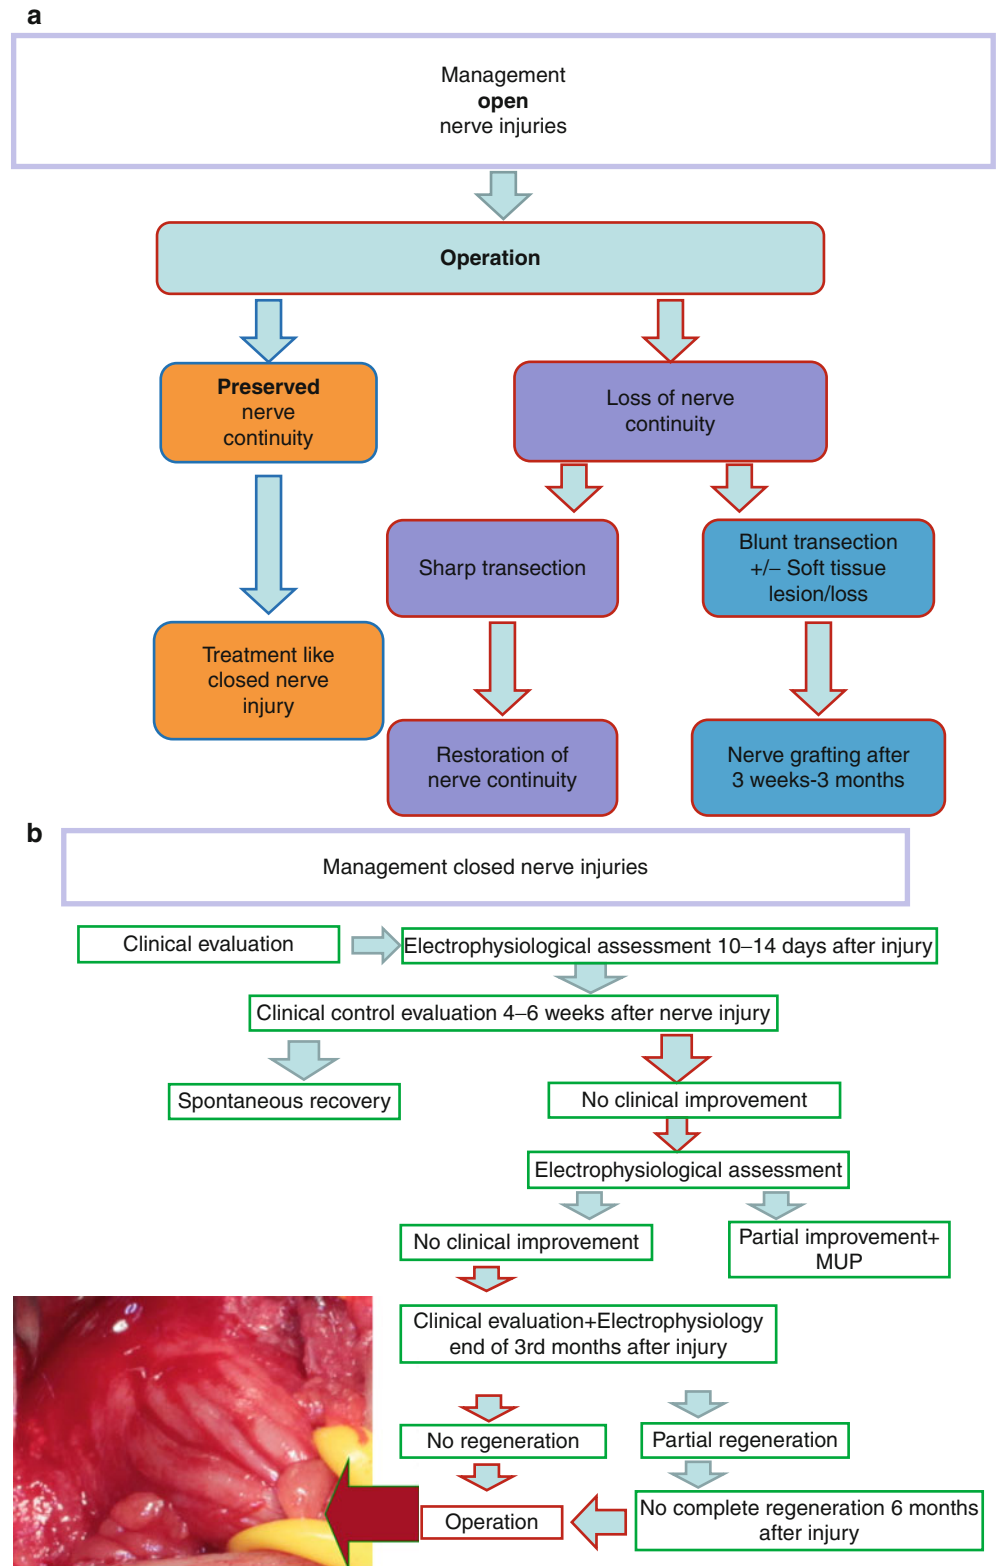 a
Management
open
nerve injuries
Operation
Preserved
nerve
continuity
Loss of nerve
continuity
Sharp transection
Blunt transection
+/− Soft tissue
lesion/loss
Treatment like
closed nerve
injury
Restoration of
nerve continuity
Nerve grafting after
3 weeks-3 months
b
Management closed nerve injuries
Clinical evaluation
Electrophysiological assessment 10–14 days after injury
Clinical control evaluation 4–6 weeks after nerve injury
Spontaneous recovery
No clinical improvement
Electrophysiological assessment
No clinical improvement
Partial improvement+
MUP
Clinical evaluation+Electrophysiology
end of 3rd months after injury
No regeneration
Partial regeneration
Operation
No complete regeneration 6 months
after injury